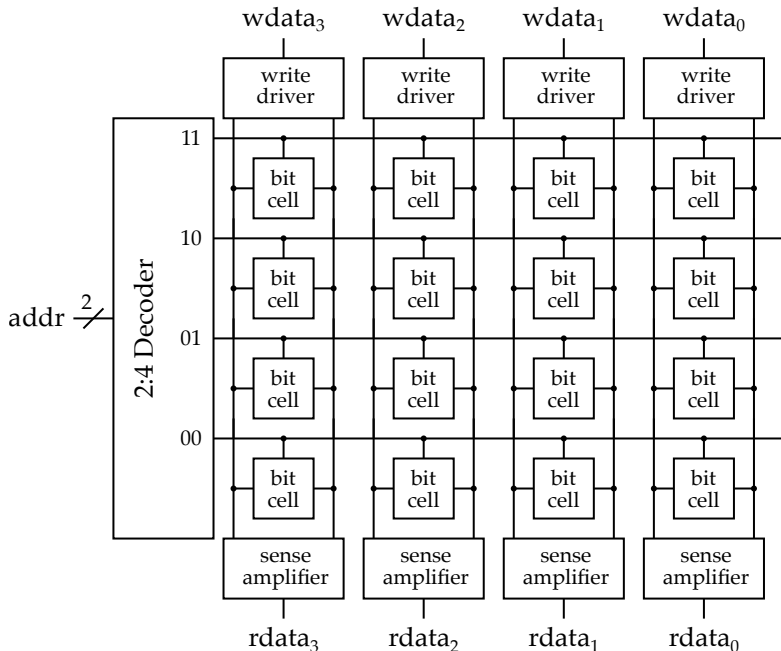 wdata₃ wdata₂ wdata₁ wdata₀
write driver write driver write driver write driver
11
bit cell bit cell bit cell bit cell
10
bit cell bit cell bit cell bit cell
addr 2
2:4 Decoder
01
bit cell bit cell bit cell bit cell
00
bit cell bit cell bit cell bit cell
sense amplifier sense amplifier sense amplifier sense amplifier
rdata₃ rdata₂ rdata₁ rdata₀